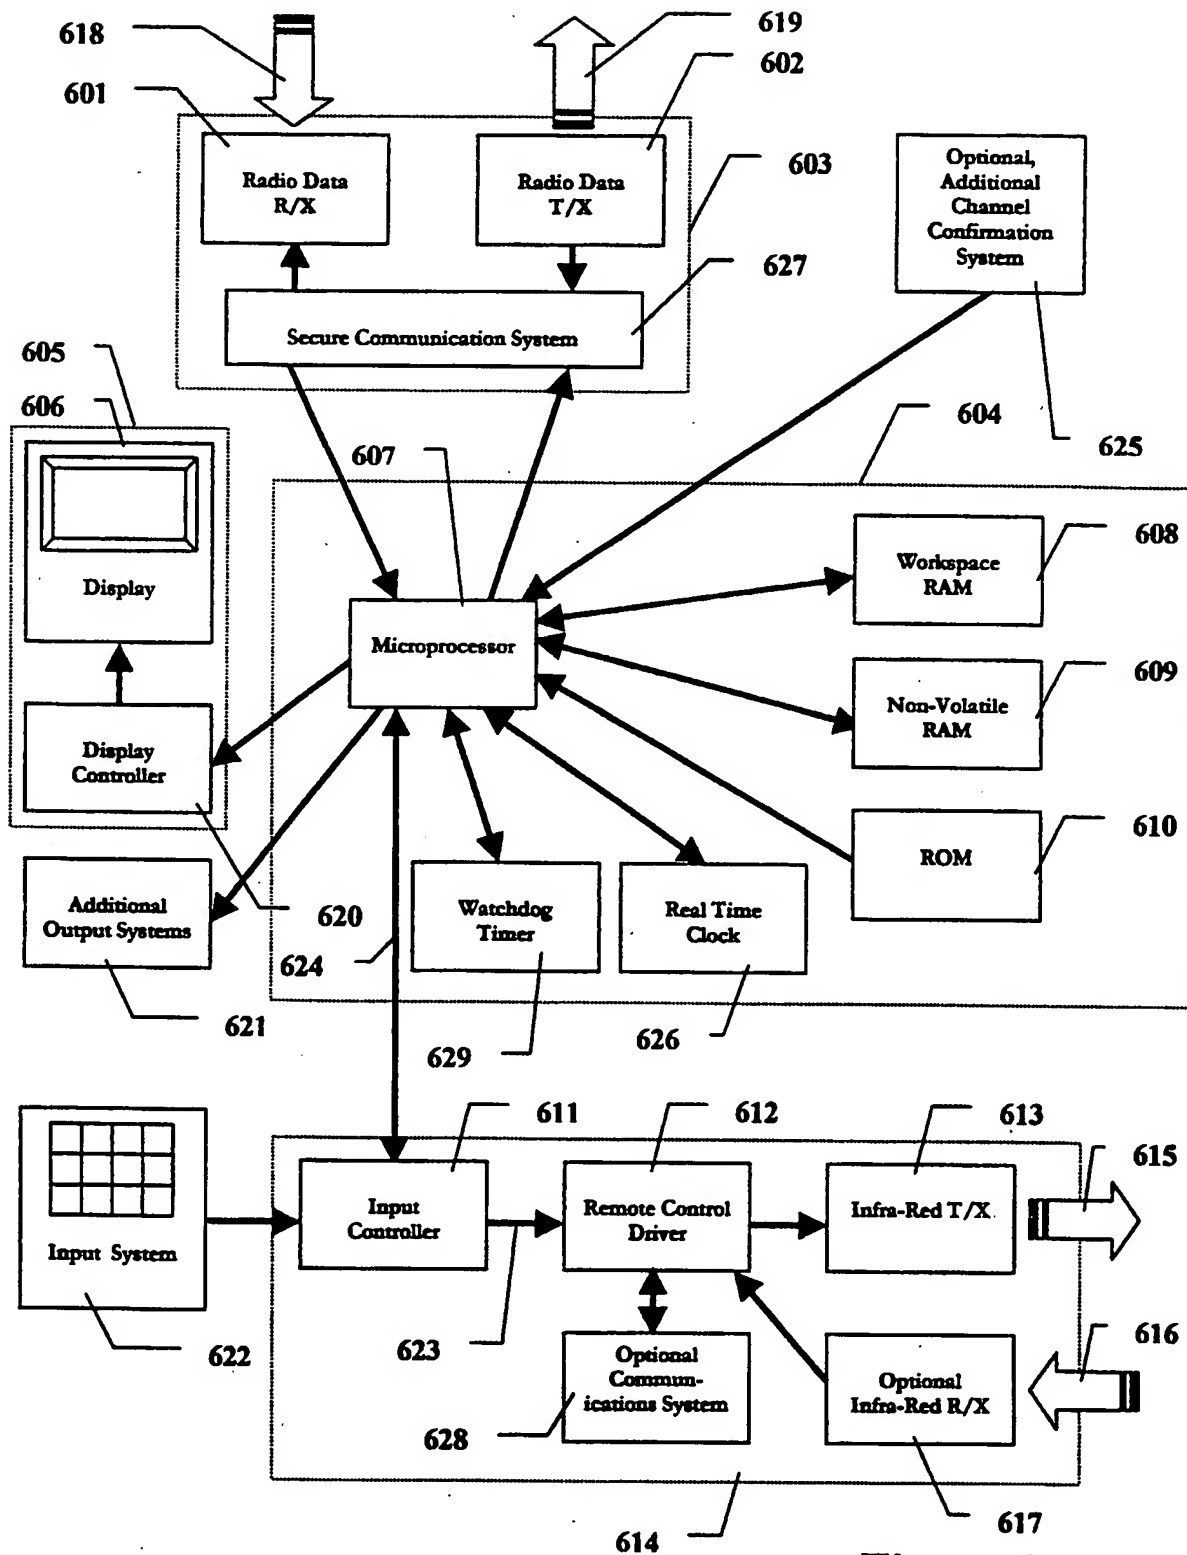 618
619
601
602
Radio Data
R/X
Radio Data
T/X
603
Optional,
Additional
Channel
Confirmation
System
627
Secure Communication System
605
606
604
625
607
Display
608
Workspace
RAM
Microprocessor
609
Non-Volatile
RAM
Display
Controller
610
ROM
Additional
Output Systems
620
624
Watchdog
Timer
Real Time
Clock
621
629
626
611
612
613
615
Input
Controller
Remote Control
Driver
Infra-Red T/X
Input System
622
623
616
Optional
Commun-
ications System
Optional
Infra-Red R/X
628
614
617